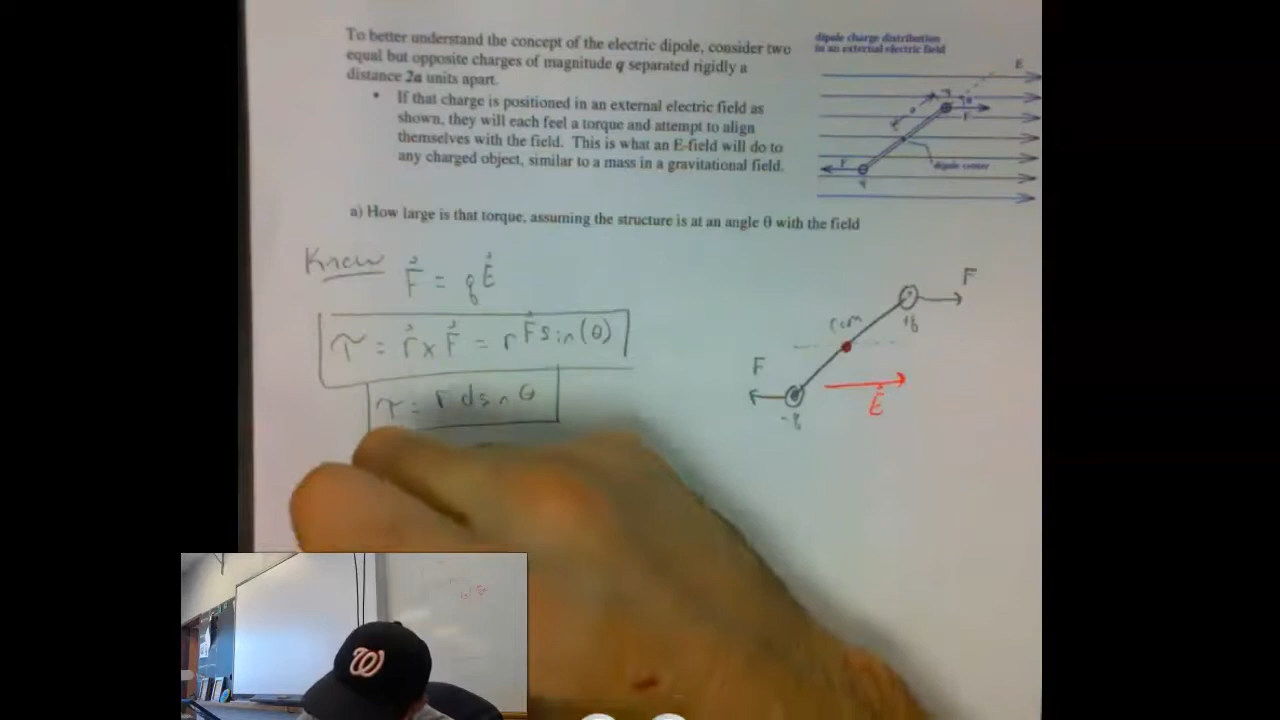 To better understand the concept of the electric dipole, consider two
equal but opposite charges of magnitude q separated rigidly a
distance 2a units apart.
• If that charge is positioned in an external electric field as
shown, they will each feel a torque and attempt to align
themselves with the field. This is what an E-field will do to
any charged object, similar to a mass in a gravitational field.
dipole charge distribution
in an external electric field
E
a
θ
F
F
dipole center
a) How large is that torque, assuming the structure is at an angle θ with the field
Know F = qE
τ = r x F = r F sin(θ)
F
+q
F
-q
E
W